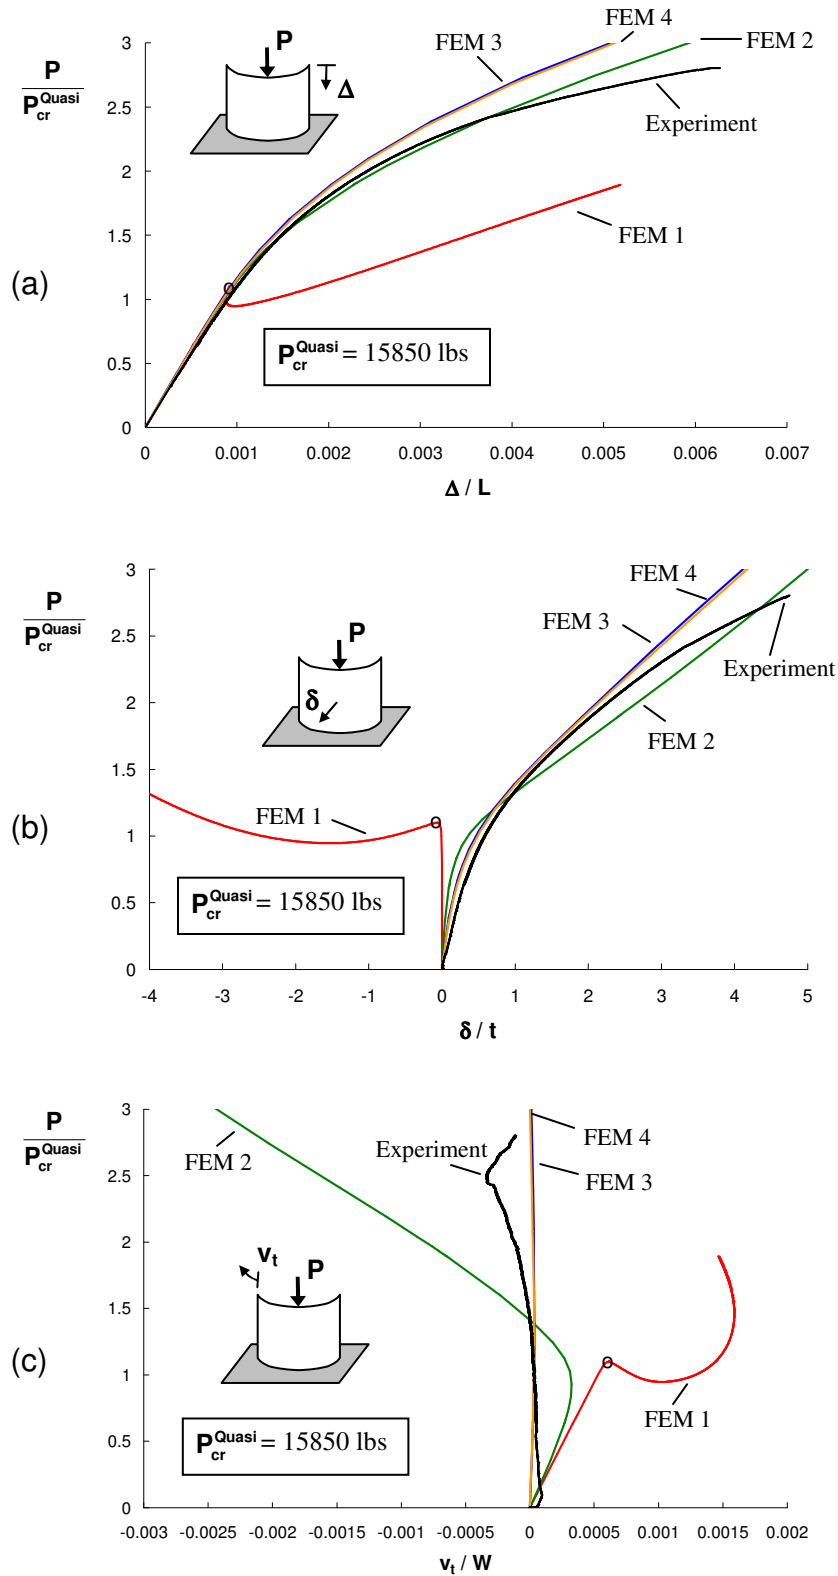 (a)
P
P_cr^Quasi
3
2.5
2
1.5
1
0.5
0
P
Δ
FEM 4
FEM 3
FEM 2
Experiment
FEM 1
O
P_cr^Quasi = 15850 lbs
0 0.001 0.002 0.003 0.004 0.005 0.006 0.007
Δ / L
(b)
P
P_cr^Quasi
3
2.5
2
1.5
1
0.5
0
P
δ
FEM 4
FEM 3
Experiment
FEM 2
FEM 1
O
P_cr^Quasi = 15850 lbs
-4 -3 -2 -1 0 1 2 3 4 5
δ / t
(c)
P
P_cr^Quasi
3
2.5
2
1.5
1
0.5
0
FEM 2
Experiment
FEM 4
FEM 3
v_t
P
O
FEM 1
P_cr^Quasi = 15850 lbs
-0.003 -0.0025 -0.002 -0.0015 -0.001 -0.0005 0 0.0005 0.001 0.0015 0.002
v_t / W